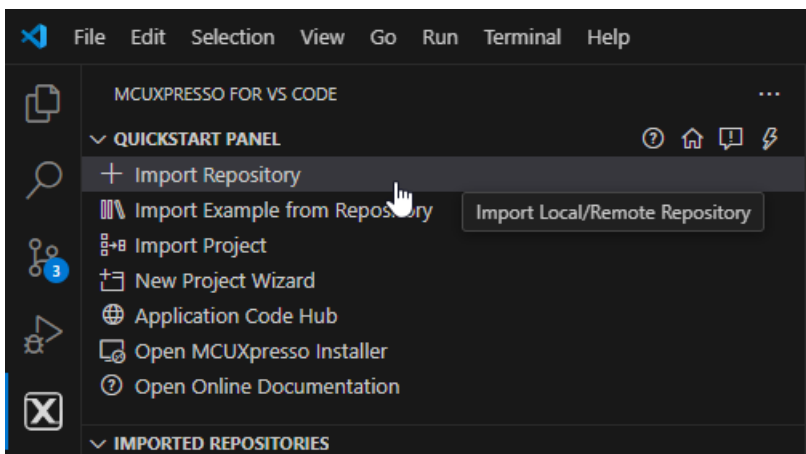 File Edit Selection View Go Run Terminal Help
MCUXPRESSO FOR VS CODE
QUICKSTART PANEL
Import Repository
Import Example from Repository
Import Local/Remote Repository
Import Project
3
New Project Wizard
Application Code Hub
Open MCUXpresso Installer
Open Online Documentation
IMPORTED REPOSITORIES